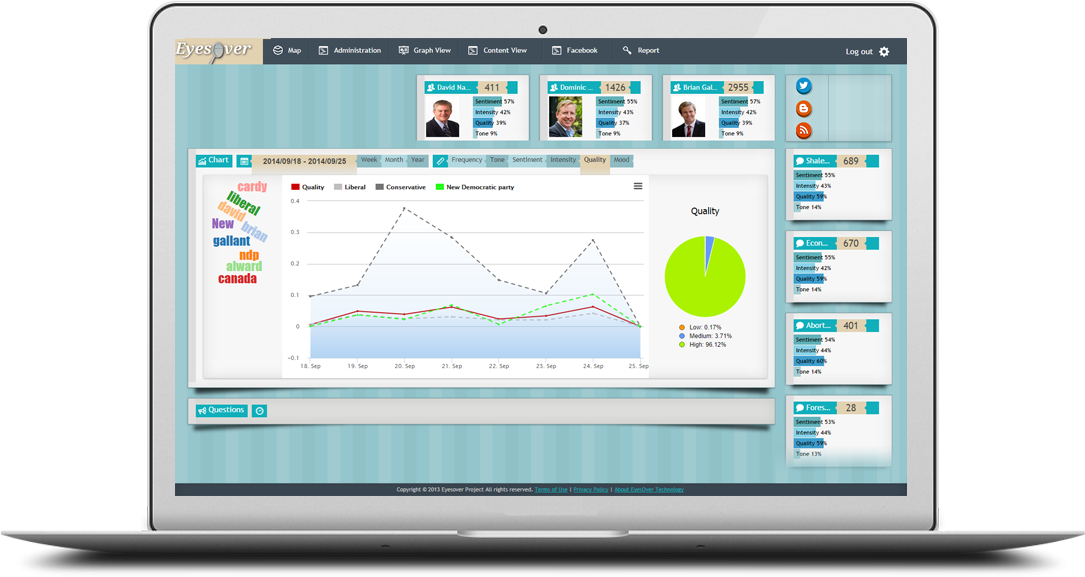 EyesOver
Map Administration Graph View Content View Facebook Report Log out
David Na... 411
Sentiment 57%
Intensity 42%
Quality 39%
Tone 9%
Dominic ... 1426
Sentiment 55%
Intensity 43%
Quality 37%
Tone 9%
Brian Gal... 2955
Sentiment 57%
Intensity 42%
Quality 39%
Tone 9%
Chart 2014/09/18 - 2014/09/25 Week Month Year Frequency Tone Sentiment Intensity Quality Mood
cardy
liberal
david
New
brian
gallant
ndp
alward
canada
Quality Liberal Conservative New Democratic party
0.4
0.3
0.2
0.1
0
-0.1
18. Sep 19. Sep 20. Sep 21. Sep 22. Sep 23. Sep 24. Sep 25. Sep
Quality
Low: 0.17%
Medium: 3.71%
High: 96.12%
Shale... 689
Sentiment 55%
Intensity 43%
Quality 59%
Tone 14%
Econ... 670
Sentiment 55%
Intensity 42%
Quality 59%
Tone 14%
Abort... 401
Sentiment 54%
Intensity 44%
Quality 60%
Tone 14%
Fores... 28
Sentiment 53%
Intensity 44%
Quality 59%
Tone 13%
Questions
Copyright © 2013 Eyesover Project All rights reserved. Terms of Use | Privacy Policy | About EyesOver Technology